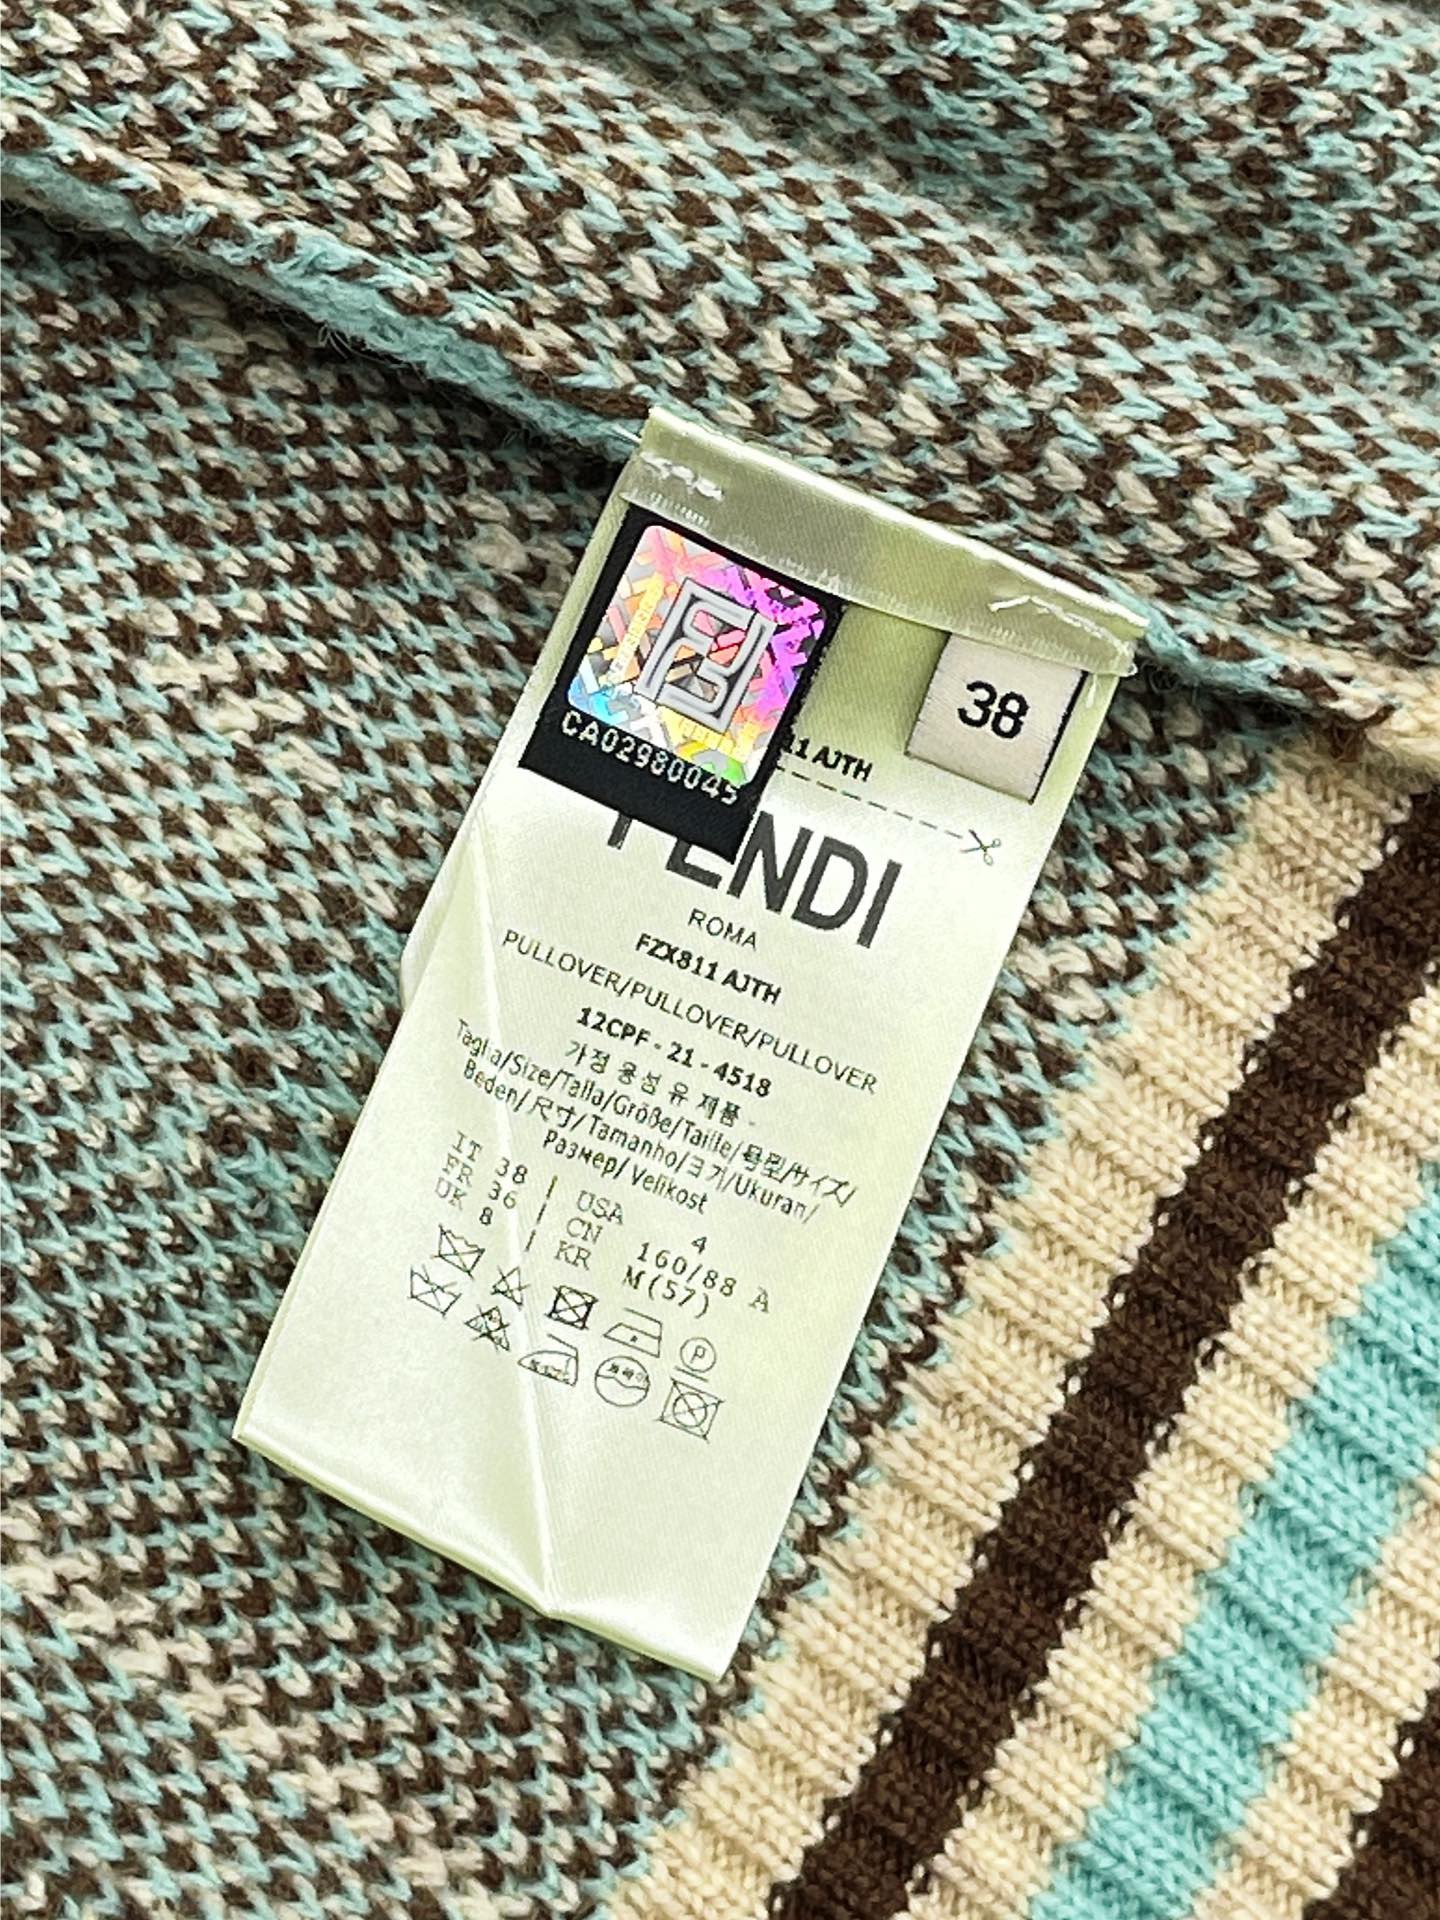 CA02980045
38
11 AJTH
FENDI
ROMA
FZX811 AJTH
PULLOVER/PULLOVER/PULLOVER
12CPF - 21 - 4518
가정 용 섬 유 제품 -
Taglia/Size/Talla/Größe/Taille/号型/サイズ/
Beden/尺寸/Tamanho/크기/Ukuran/
Размер/ Velikost
IT 38 USA 4
FR 36 CN 160/88 A
UK 8 KR M(57)
P